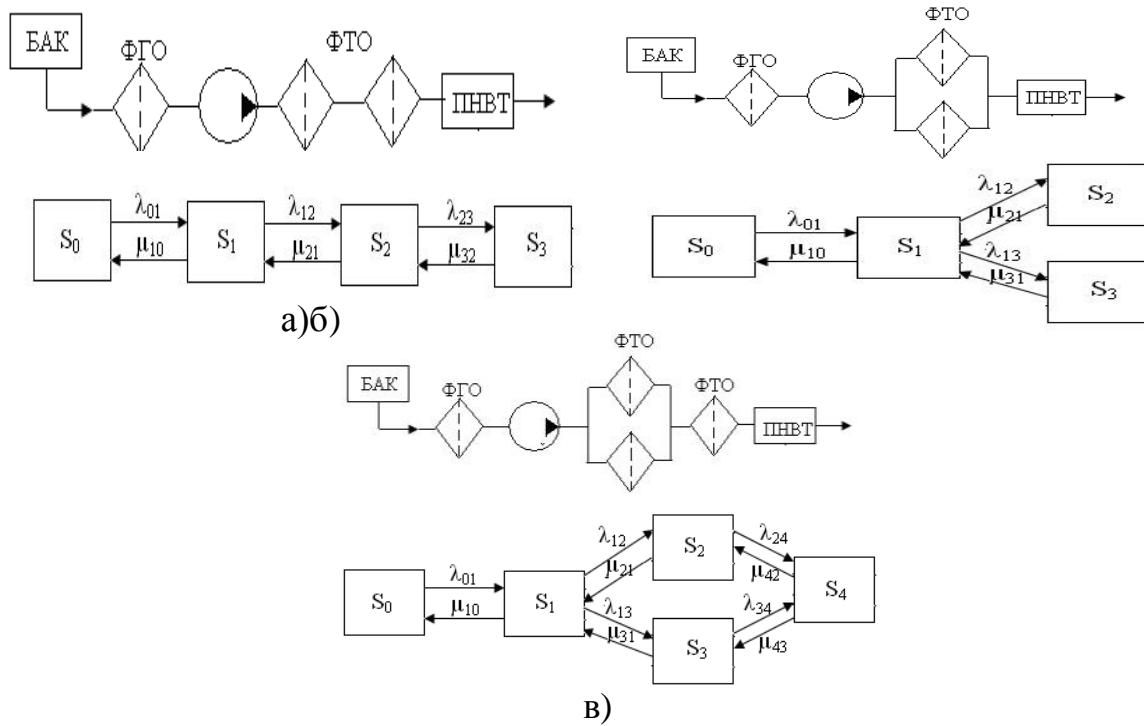 БАК ФГО ФТО ПНВТ
λ01 λ12 λ23
S0 S1 S2 S3
μ10 μ21 μ32
БАК ФГО ФТО ПНВТ
λ12 S2
λ01 μ21
S0 S1
μ10 λ13
μ31 S3
а)б)
БАК ФГО ФТО ФТО ПНВТ
λ12 S2 λ24
λ01 μ21 μ42
S0 S1 S4
μ10 λ13 λ34
μ31 S3 μ43
в)